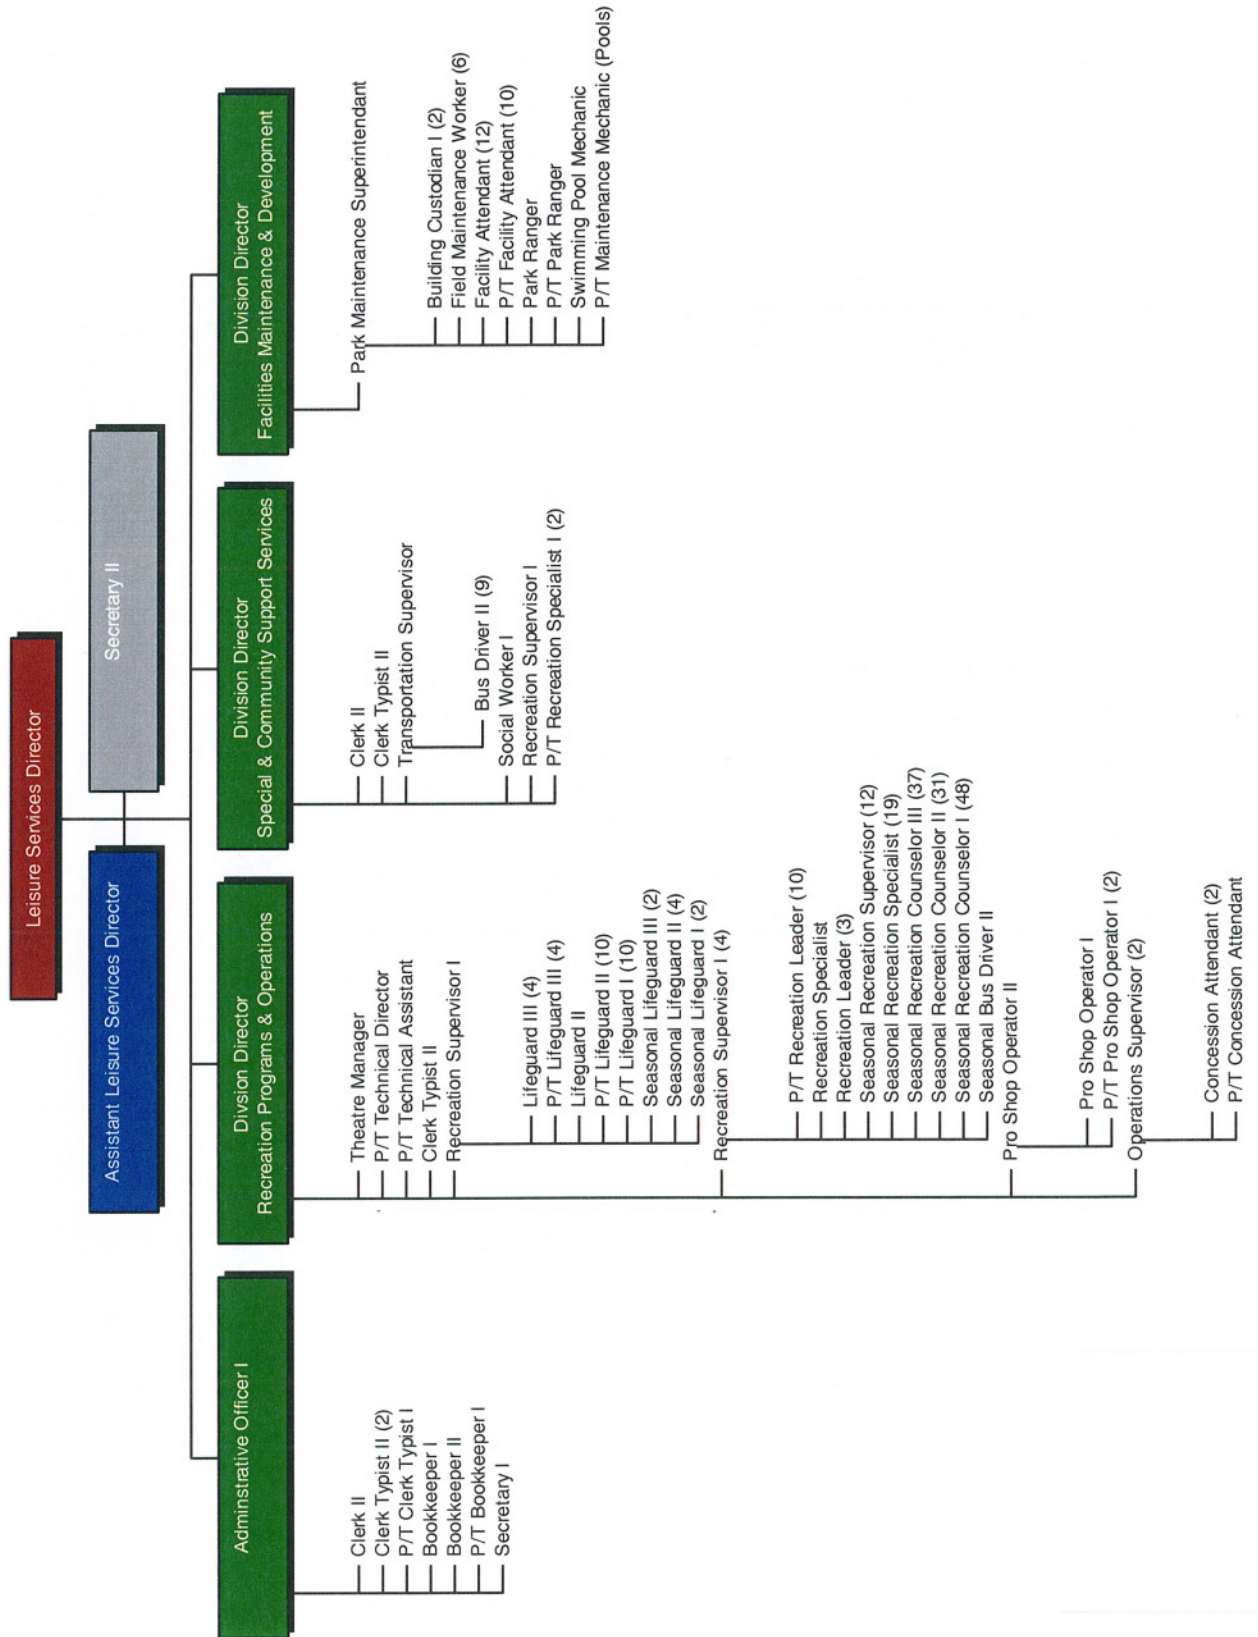 Leisure Services Director
Assistant Leisure Services Director
Secretary II
Adminstrative Officer I
Clerk II
Clerk Typist II (2)
P/T Clerk Typist I
Bookkeeper I
Bookkeeper II
P/T Bookkeeper I
Secretary I
Divsion Director
Recreation Programs & Operations
Theatre Manager
P/T Technical Director
P/T Technical Assistant
Clerk Typist II
Recreation Supervisor I
Lifeguard III (4)
P/T Lifeguard III (4)
Lifeguard II
P/T Lifeguard II (10)
P/T Lifeguard I (10)
Seasonal Lifeguard III (2)
Seasonal Lifeguard II (4)
Seasonal Lifeguard I (2)
Recreation Supervisor I (4)
P/T Recreation Leader (10)
Recreation Specialist
Recreation Leader (3)
Seasonal Recreation Supervisor (12)
Seasonal Recreation Specialist (19)
Seasonal Recreation Counselor III (37)
Seasonal Recreation Counselor II (31)
Seasonal Recreation Counselor I (48)
Seasonal Bus Driver II
Pro Shop Operator II
Pro Shop Operator I
P/T Pro Shop Operator I (2)
Operations Supervisor (2)
Concession Attendant (2)
P/T Concession Attendant
Division Director
Special & Community Support Services
Clerk II
Clerk Typist II
Transportation Supervisor
Bus Driver II (9)
Social Worker I
Recreation Supervisor I
P/T Recreation Specialist I (2)
Division Director
Facilities Maintenance & Development
Park Maintenance Superintendant
Building Custodian I (2)
Field Maintenance Worker (6)
Facility Attendant (12)
P/T Facility Attendant (10)
Park Ranger
P/T Park Ranger
Swimming Pool Mechanic
P/T Maintenance Mechanic (Pools)